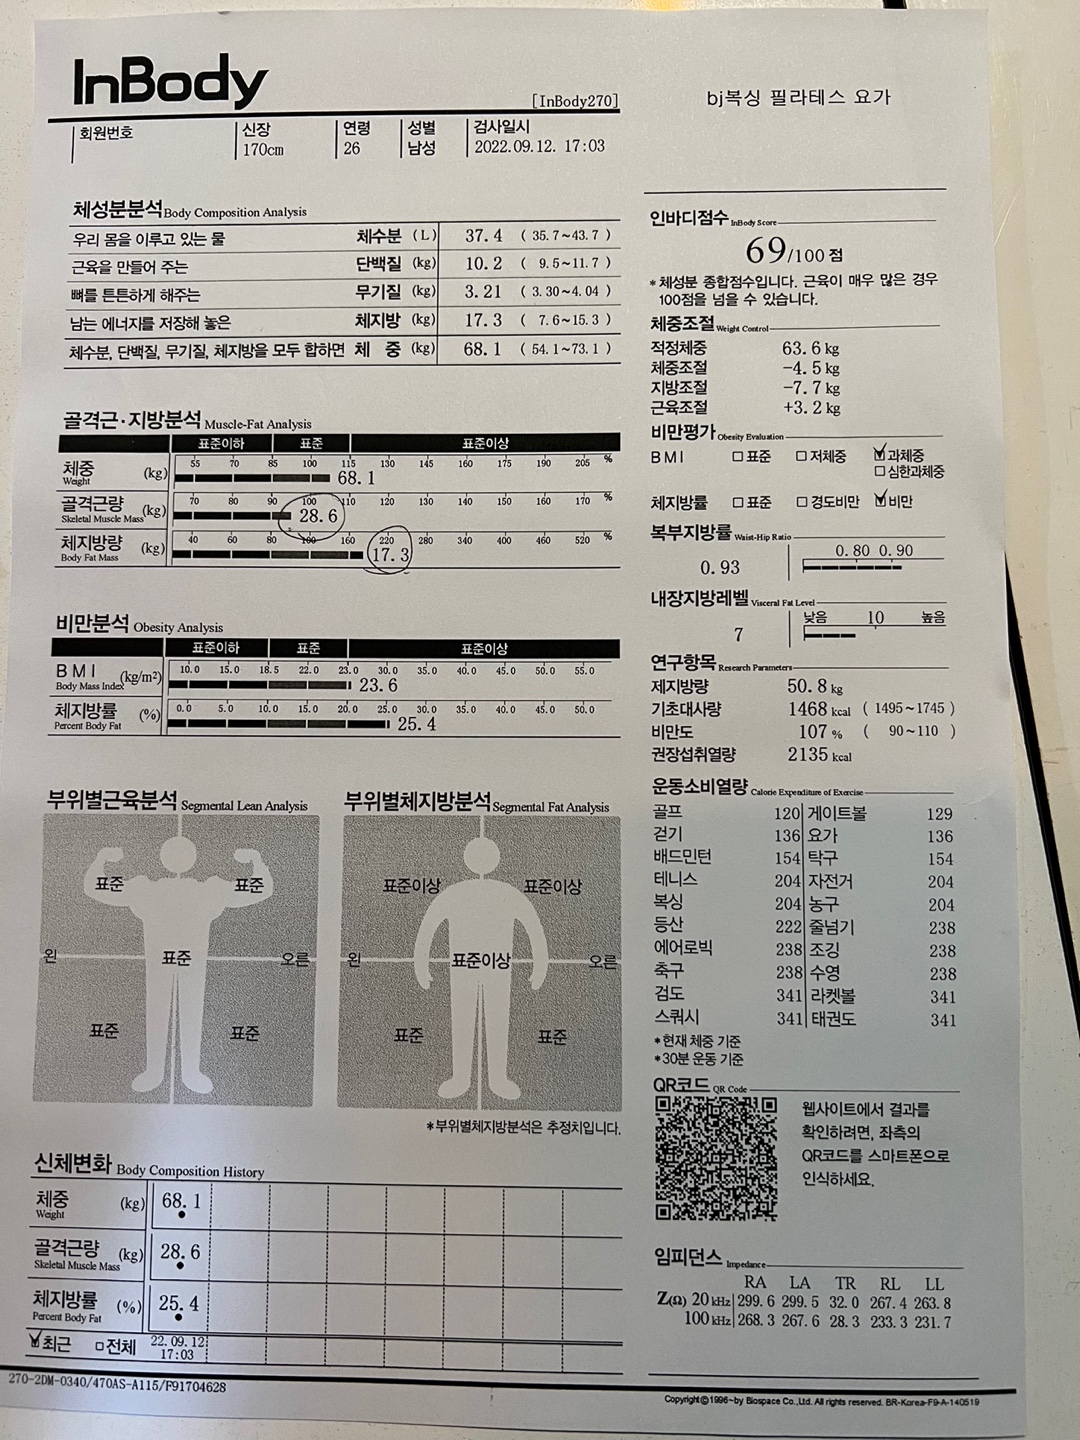 InBody
[InBody270]
bj복싱 필라테스 요가
회원번호 신장 연령 성별 검사일시
170cm 26 남성 2022.09.12. 17:03
체성분분석 Body Composition Analysis
우리 몸을 이루고 있는 물 체수분 (L) 37.4 ( 35.7~43.7 )
근육을 만들어 주는 단백질 (kg) 10.2 ( 9.5~11.7 )
뼈를 튼튼하게 해주는 무기질 (kg) 3.21 ( 3.30~4.04 )
남는 에너지를 저장해 놓은 체지방 (kg) 17.3 ( 7.6~15.3 )
체수분, 단백질, 무기질, 체지방을 모두 합하면 체 중 (kg) 68.1 ( 54.1~73.1 )
골격근·지방분석 Muscle-Fat Analysis
표준이하 표준 표준이상
체중 (kg) 55 70 85 100 115 130 145 160 175 190 205 %
Weight 68.1
골격근량 (kg) 70 80 90 100 110 120 130 140 150 160 170 %
Skeletal Muscle Mass 28.6
체지방량 (kg) 40 60 80 100 160 220 280 340 400 460 520 %
Body Fat Mass 17.3
비만분석 Obesity Analysis
표준이하 표준 표준이상
BMI (kg/m²) 10.0 15.0 18.5 22.0 23.0 30.0 35.0 40.0 45.0 50.0 55.0
Body Mass Index 23.6
체지방률 (%) 0.0 5.0 10.0 15.0 20.0 25.0 30.0 35.0 40.0 45.0 50.0
Percent Body Fat 25.4
부위별근육분석 Segmental Lean Analysis
표준 표준
왼 표준 오른
표준 표준
부위별체지방분석 Segmental Fat Analysis
표준이상 표준이상
왼 표준이상 오른
표준 표준
*부위별체지방분석은 추정치입니다.
신체변화 Body Composition History
체중 (kg) 68.1
Weight
골격근량 (kg) 28.6
Skeletal Muscle Mass
체지방률 (%) 25.4
Percent Body Fat
최근 전체 22.09.12
17:03
270-2DM-0340/470AS-A115/F91704628
인바디점수 InBody Score
69/100 점
*체성분 종합점수입니다. 근육이 매우 많은 경우
100점을 넘을 수 있습니다.
체중조절 Weight Control
적정체중 63.6 kg
체중조절 -4.5 kg
지방조절 -7.7 kg
근육조절 +3.2 kg
비만평가 Obesity Evaluation
BMI 표준 저체중 과체중
심한과체중
체지방률 표준 경도비만 비만
복부지방률 Waist-Hip Ratio
0.93 0.80 0.90
내장지방레벨 Visceral Fat Level
7 낮음 10 높음
연구항목 Research Parameters
제지방량 50.8 kg
기초대사량 1468 kcal ( 1495~1745 )
비만도 107 % ( 90~110 )
권장섭취열량 2135 kcal
운동소비열량 Calorie Expenditure of Exercise
골프 120 게이트볼 129
걷기 136 요가 136
배드민턴 154 탁구 154
테니스 204 자전거 204
복싱 204 농구 204
등산 222 줄넘기 238
에어로빅 238 조깅 238
축구 238 수영 238
검도 341 라켓볼 341
스쿼시 341 태권도 341
*현재 체중 기준
*30분 운동 기준
QR코드 QR Code
웹사이트에서 결과를
확인하려면, 좌측의
QR코드를 스마트폰으로
인식하세요.
임피던스 Impedance
RA LA TR RL LL
Z(Ω) 20 kHz 299.6 299.5 32.0 267.4 263.8
100 kHz 268.3 267.6 28.3 233.3 231.7
Copyright©1996~by Biospace Co.,Ltd. All rights reserved. BR-Korea-F9-A-140519